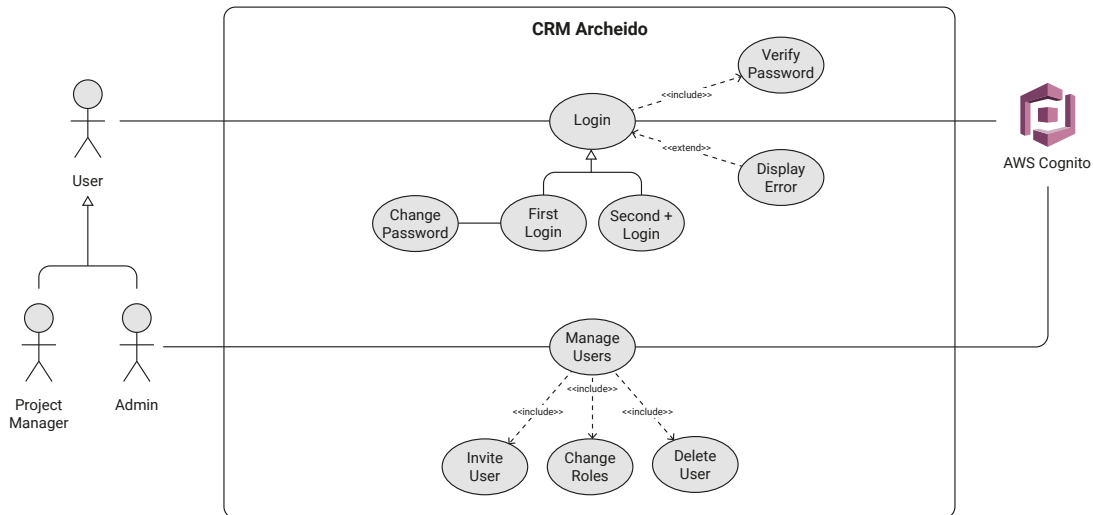 CRM Archeido
Verify
Password
<<include>>
Login
User
AWS Cognito
<<extend>>
Display
Error
Change
Password
First
Login
Second +
Login
Manage
Users
Project
Manager
Admin
<<include>>
<<include>>
<<include>>
Invite
User
Change
Roles
Delete
User